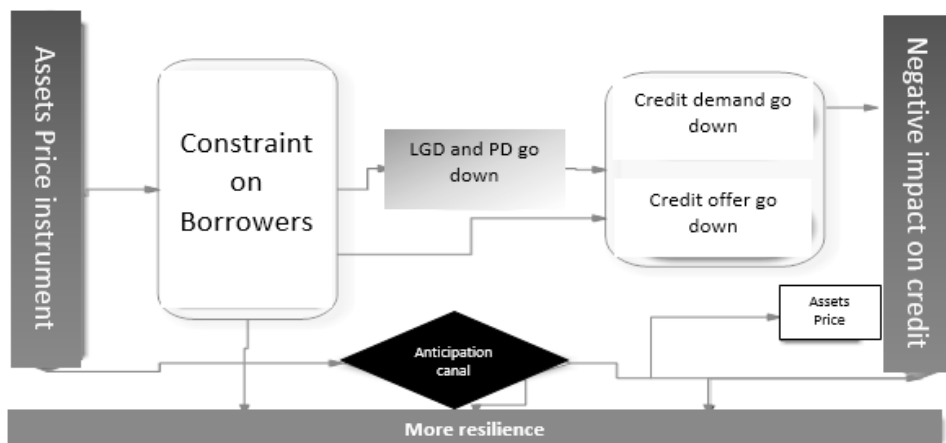 Assets Price instrument
Constraint
on
Borrowers
LGD and PD go
down
Credit demand go
down
Credit offer go
down
Negative impact on credit
Assets
Price
Anticipation
canal
More resilience